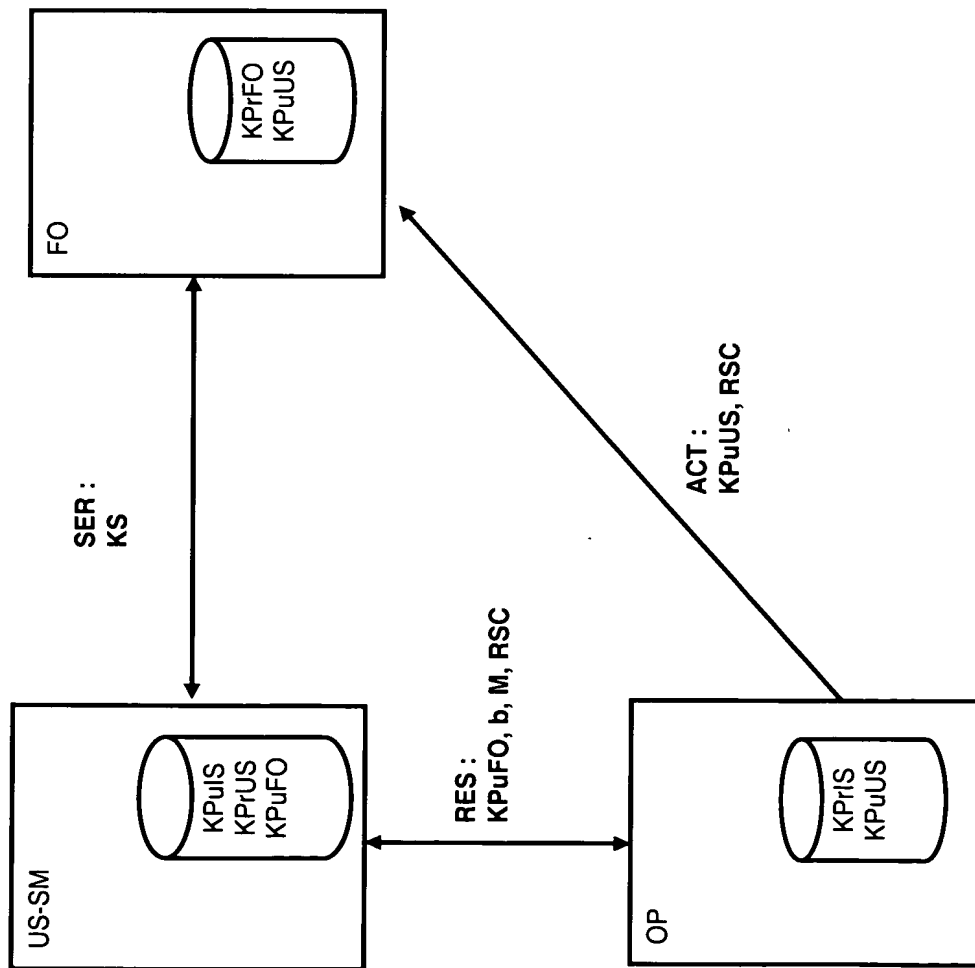 US-SM
KPuIS
KPrUS
KPuFO
SER :
KS
FO
KPrFO
KPuUS
RES :
KPuFO, b, M, RSC
ACT :
KPuUS, RSC
OP
KPrIS
KPuUS